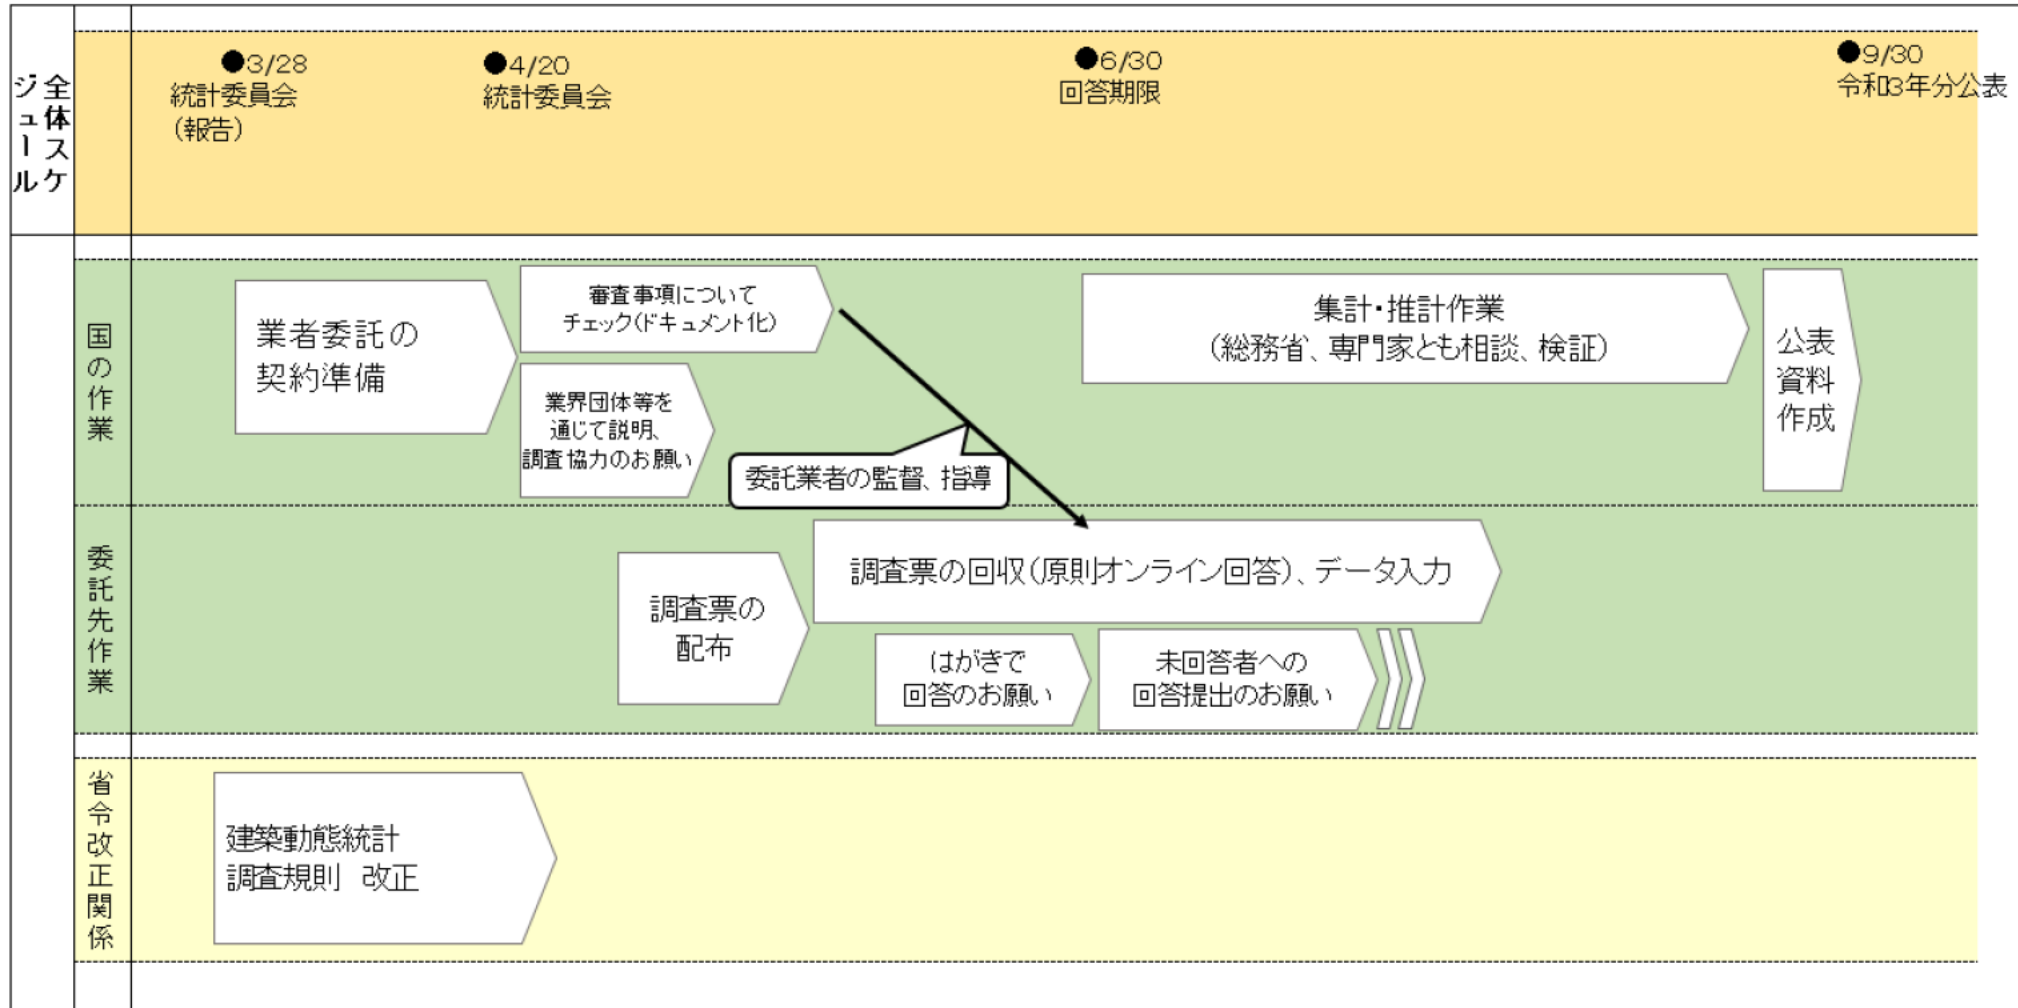 全体スケ
ジュール
●3/28
統計委員会
(報告)
●4/20
統計委員会
●6/30
回答期限
●9/30
令和3年分公表
国の作業
業者委託の
契約準備
審査事項について
チェック(ドキュメント化)
業界団体等を
通じて説明、
調査協力のお願い
委託業者の監督、指導
集計・推計作業
(総務省、専門家とも相談、検証)
公表
資料
作成
委託先作業
調査票の
配布
調査票の回収(原則オンライン回答)、データ入力
はがきで
回答のお願い
未回答者への
回答提出のお願い
省令改正関係
建築動態統計
調査規則 改正